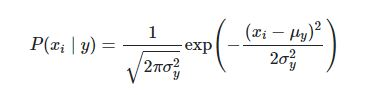 P(x_i | y) = \frac{1}{\sqrt{2\pi\sigma_y^2}} \exp\left(-\frac{(x_i - \mu_y)^2}{2\sigma_y^2}\right)